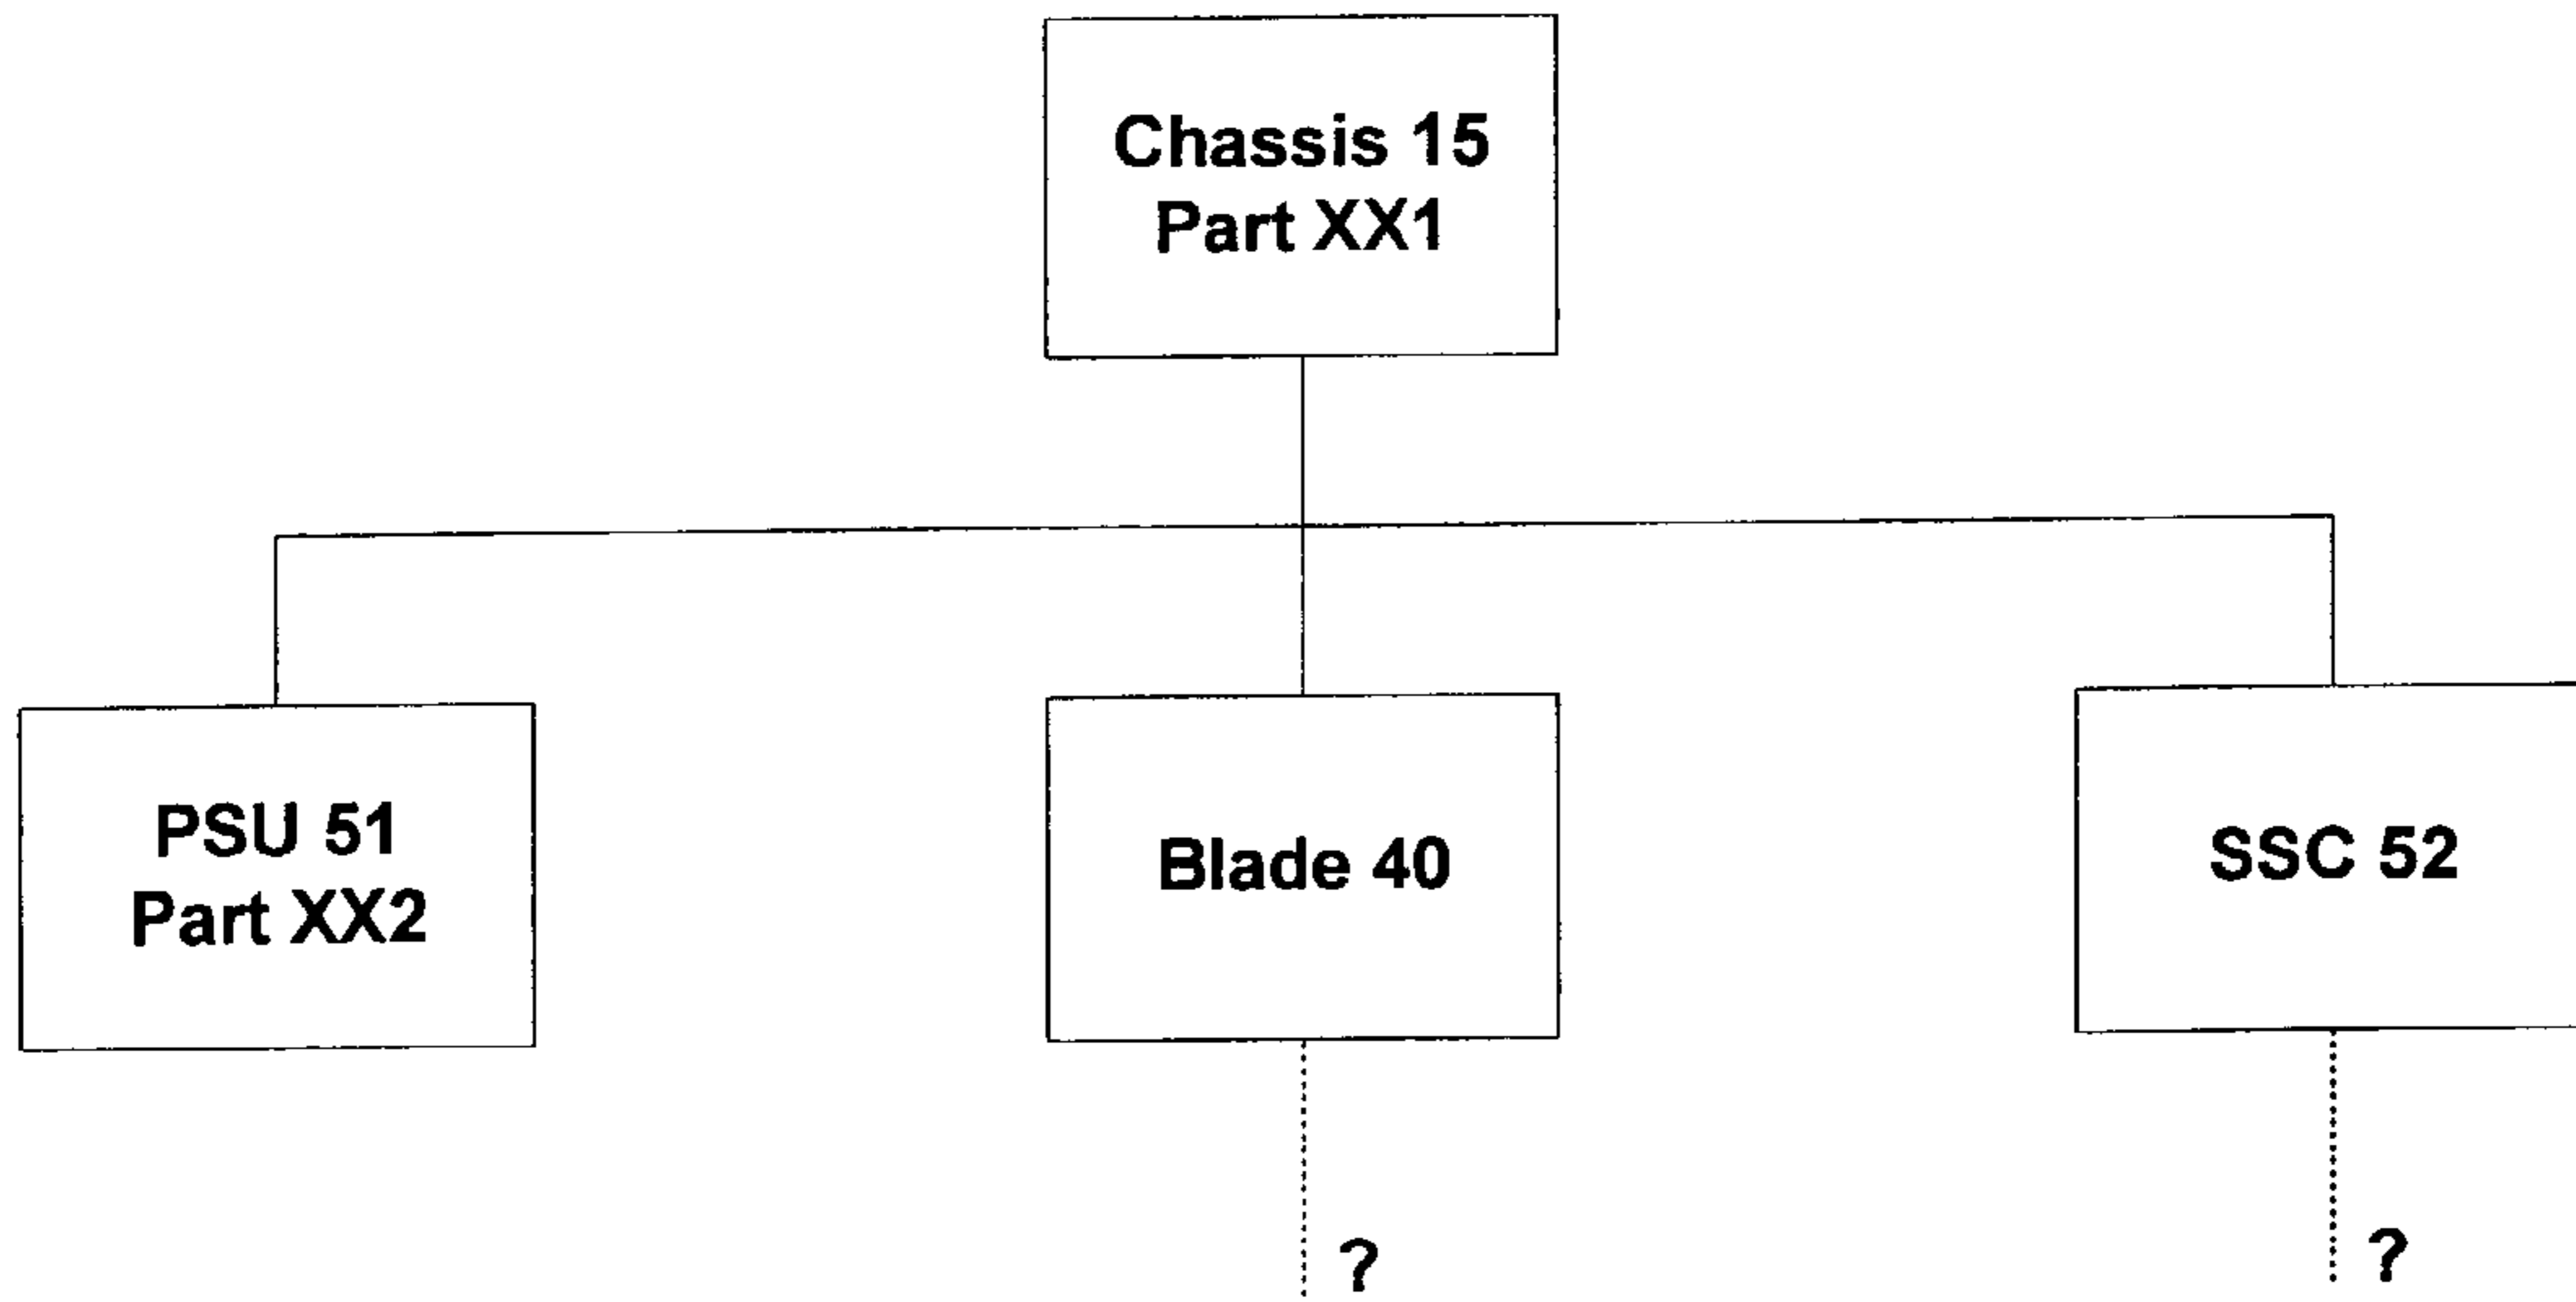 Chassis 15
Part XX1
PSU 51
Part XX2
Blade 40
SSC 52
?
?